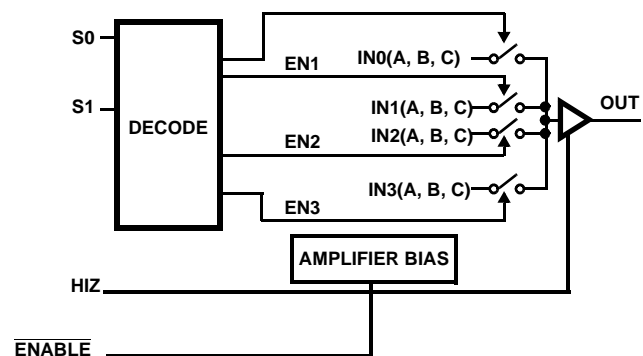 S0
EN1
IN0(A, B, C)
S1
DECODE
IN1(A, B, C)
OUT
EN2
IN2(A, B, C)
IN3(A, B, C)
EN3
AMPLIFIER BIAS
HIZ
ENABLE